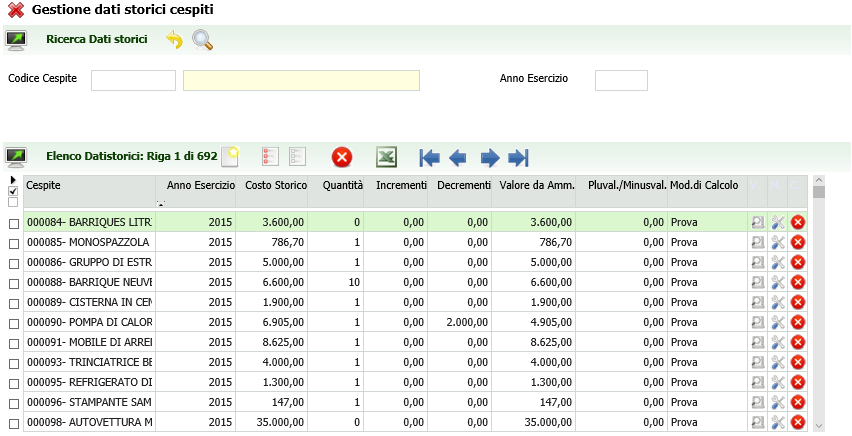 Gestione dati storici cespiti
Ricerca Dati storici
Codice Cespite Anno Esercizio
Elenco Datistorici: Riga 1 di 692
Cespite Anno Esercizio Costo Storico Quantità Incrementi Decrementi Valore da Amm. Pluval./Minusval. Mod.di Calcolo
000084- BARRIQUES LITRI 2015 3.600,00 0 0,00 0,00 3.600,00 0,00 Prova
000085- MONOSPAZZOLA 2015 786,70 1 0,00 0,00 786,70 0,00 Prova
000086- GRUPPO DI ESTR 2015 5.000,00 1 0,00 0,00 5.000,00 0,00 Prova
000088- BARRIQUE NEUVE 2015 6.600,00 10 0,00 0,00 6.600,00 0,00 Prova
000089- CISTERNA IN CEN 2015 1.900,00 1 0,00 0,00 1.900,00 0,00 Prova
000090- POMPA DI CALOR 2015 6.905,00 1 0,00 2.000,00 4.905,00 0,00 Prova
000091- MOBILE DI ARREI 2015 8.625,00 1 0,00 0,00 8.625,00 0,00 Prova
000093- TRINCIATRICE BE 2015 4.000,00 1 0,00 0,00 4.000,00 0,00 Prova
000095- REFRIGERATO DI 2015 1.300,00 1 0,00 0,00 1.300,00 0,00 Prova
000096- STAMPANTE SAM 2015 147,00 1 0,00 0,00 147,00 0,00 Prova
000098- AUTOVETTURA M 2015 35.000,00 0 0,00 0,00 35.000,00 0,00 Prova